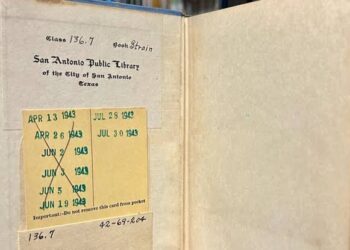 Class 136.7 Book Strain
San Antonio Public Library
of the City of San Antonio
Texas
APR 13 1943 JUL 28 1943
APR 26 1943 JUL 30 1943
JUN 2 1943
JUN 3 1943
JUN 5 1943
JUN 19 1943
Important:-Do not remove this card from pocket
136.7 42-69-204